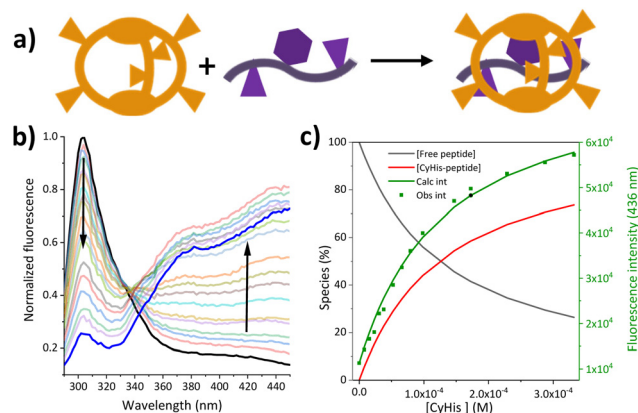 a)
+
b)
Normalized fluorescence
1.0
0.8
0.6
0.4
0.2
300 320 340 360 380 400 420 440
Wavelength (nm)
c)
Species (%)
100
80
60
40
20
0
[Free peptide]
[CyHis-peptide]
Calc int
Obs int
6x10⁴
5x10⁴
4x10⁴
3x10⁴
2x10⁴
1x10⁴
Fluorescence intensity (436 nm)
0.0 1.0x10⁻⁴ 2.0x10⁻⁴ 3.0x10⁻⁴
[CyHis ] (M)